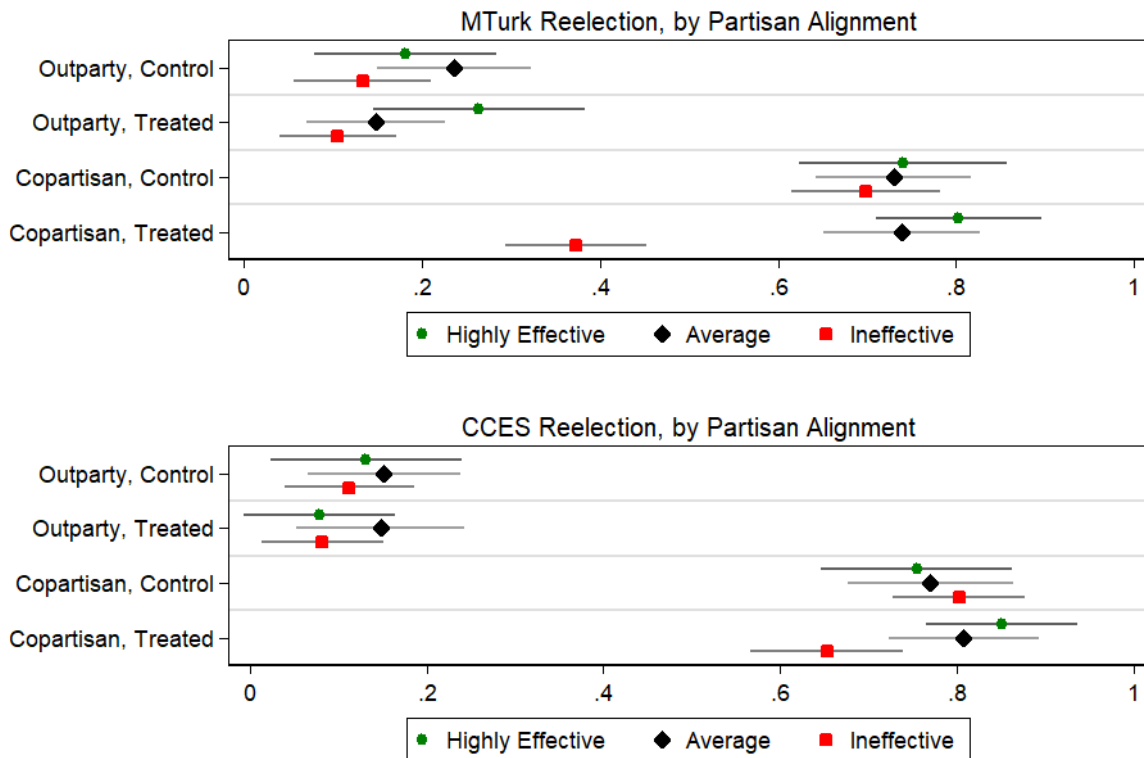 MTurk Reelection, by Partisan Alignment
Outparty, Control
Outparty, Treated
Copartisan, Control
Copartisan, Treated
0 .2 .4 .6 .8 1
Highly Effective Average Ineffective
CCES Reelection, by Partisan Alignment
Outparty, Control
Outparty, Treated
Copartisan, Control
Copartisan, Treated
0 .2 .4 .6 .8 1
Highly Effective Average Ineffective